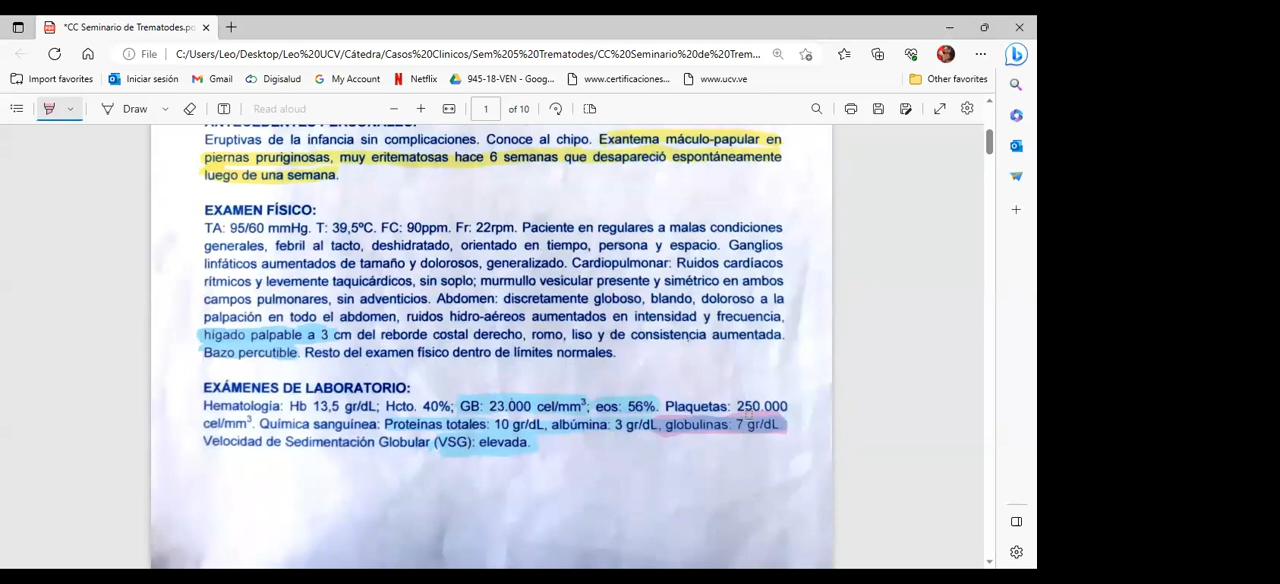 *CC Seminario de Trematodes.pd
File
C:/Users/Leo/Desktop/Leo%20UCV/Cátedra/Casos%20Clinicos/Sem%205%20Trematodes/CC%20Seminario%20de%20Trem...
Import favorites
Iniciar sesión
Gmail
Digisalud
My Account
Netflix
945-18-VEN - Goog...
www.certificaciones...
www.ucv.ve
Other favorites
Draw
Read aloud
1 of 10
ANTECEDENTES PERSONALES:
Eruptivas de la infancia sin complicaciones. Conoce al chipo. Exantema máculo-papular en
piernas pruriginosas, muy eritematosas hace 6 semanas que desapareció espontáneamente
luego de una semana.
EXAMEN FÍSICO:
TA: 95/60 mmHg. T: 39,5ºC. FC: 90ppm. Fr: 22rpm. Paciente en regulares a malas condiciones
generales, febril al tacto, deshidratado, orientado en tiempo, persona y espacio. Ganglios
linfáticos aumentados de tamaño y dolorosos, generalizado. Cardiopulmonar: Ruidos cardíacos
rítmicos y levemente taquicárdicos, sin soplo; murmullo vesicular presente y simétrico en ambos
campos pulmonares, sin adventicios. Abdomen: discretamente globoso, blando, doloroso a la
palpación en todo el abdomen, ruidos hidro-aéreos aumentados en intensidad y frecuencia,
hígado palpable a 3 cm del reborde costal derecho, romo, liso y de consistencia aumentada.
Bazo percutible. Resto del examen físico dentro de límites normales.
EXÁMENES DE LABORATORIO:
Hematología: Hb 13,5 gr/dL; Hcto. 40%; GB: 23.000 cel/mm³; eos: 56%. Plaquetas: 250.000
cel/mm³. Química sanguínea: Proteínas totales: 10 gr/dL, albúmina: 3 gr/dL, globulinas: 7 gr/dL
Velocidad de Sedimentación Globular (VSG): elevada.